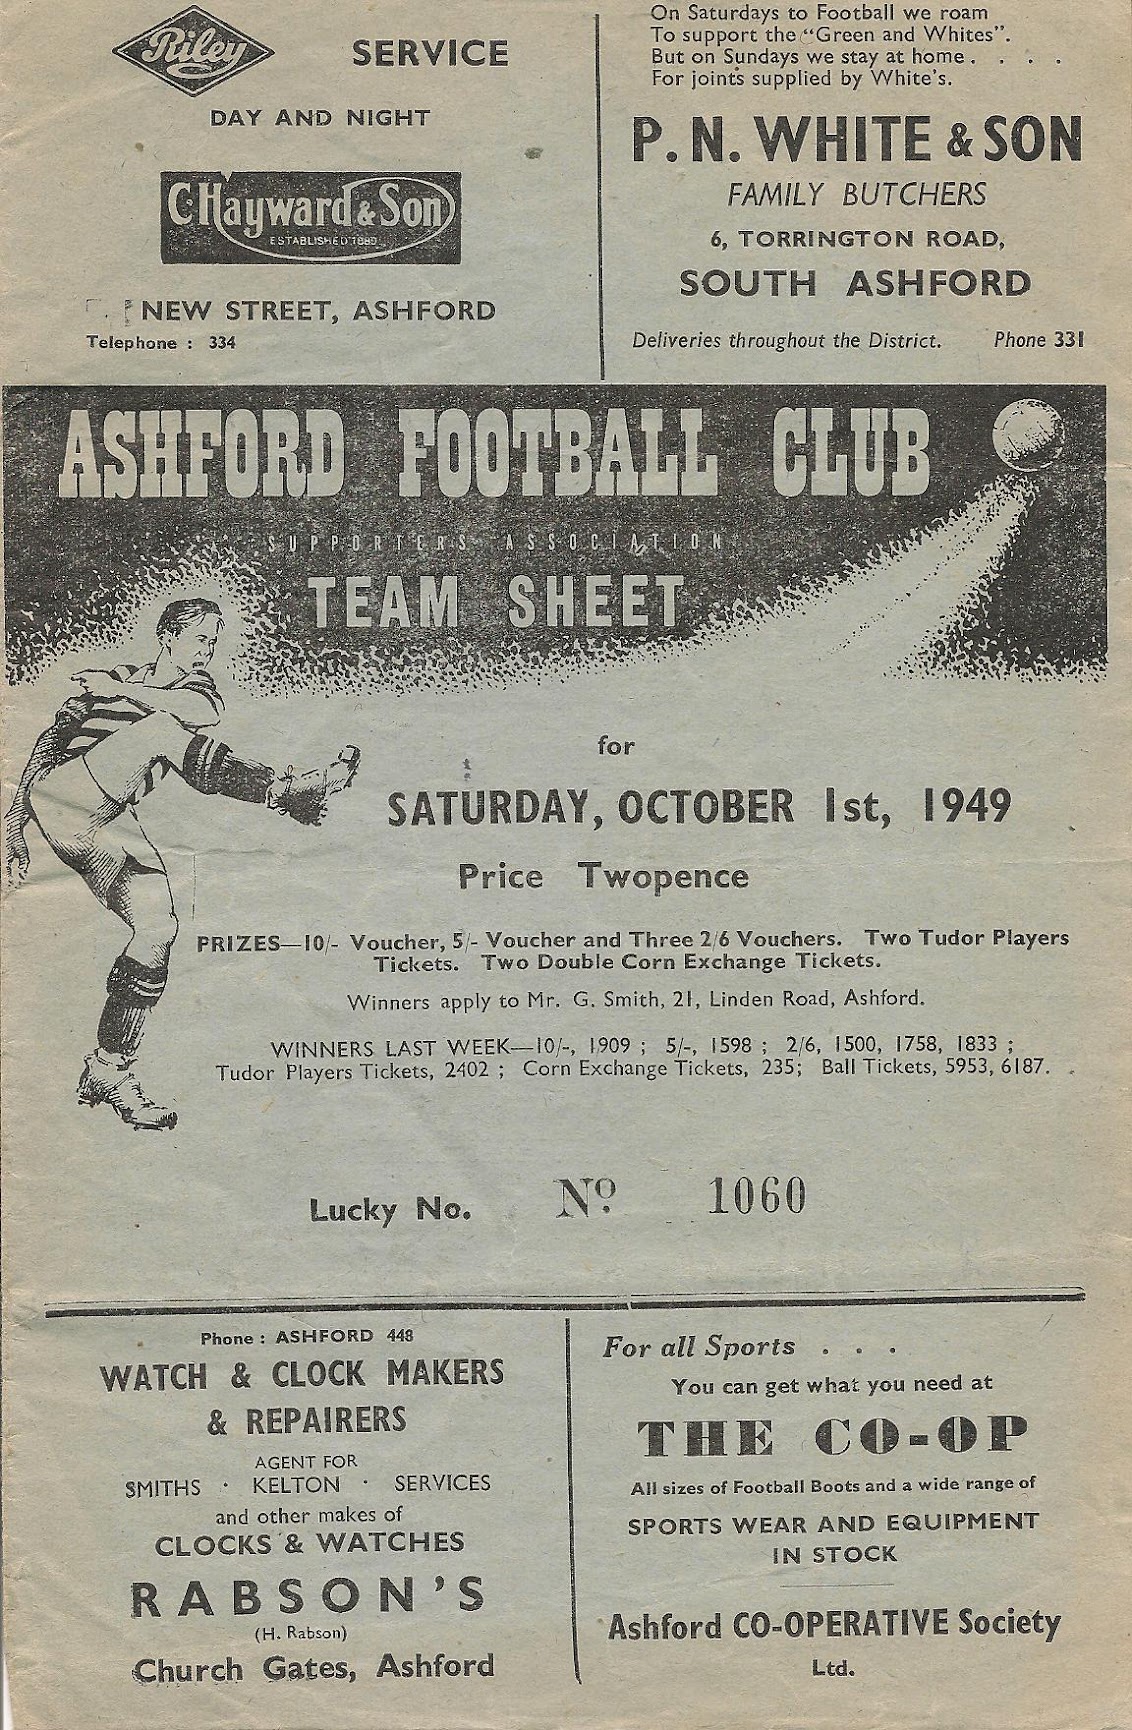 Riley SERVICE
DAY AND NIGHT
C. Hayward & Son
ESTABLISHED
NEW STREET, ASHFORD
Telephone : 334
On Saturdays to Football we roam
To support the "Green and Whites".
But on Sundays we stay at home . . . .
For joints supplied by White's.
P. N. WHITE & SON
FAMILY BUTCHERS
6, TORRINGTON ROAD,
SOUTH ASHFORD
Deliveries throughout the District. Phone 331
ASHFORD FOOTBALL CLUB
SUPPORTERS ASSOCIATION
TEAM SHEET
for
SATURDAY, OCTOBER 1st, 1949
Price Twopence
PRIZES—10/- Voucher, 5/- Voucher and Three 2/6 Vouchers. Two Tudor Players
Tickets. Two Double Corn Exchange Tickets.
Winners apply to Mr. G. Smith, 21, Linden Road, Ashford.
WINNERS LAST WEEK—10/-, 1909 ; 5/-, 1598 ; 2/6, 1500, 1758, 1833 ;
Tudor Players Tickets, 2402 ; Corn Exchange Tickets, 235; Ball Tickets, 5953, 6187.
Lucky No. No. 1060
Phone : ASHFORD 448
WATCH & CLOCK MAKERS
& REPAIRERS
AGENT FOR
SMITHS · KELTON · SERVICES
and other makes of
CLOCKS & WATCHES
RABSON'S
(H. Rabson)
Church Gates, Ashford
For all Sports . . .
You can get what you need at
THE CO-OP
All sizes of Football Boots and a wide range of
SPORTS WEAR AND EQUIPMENT
IN STOCK
Ashford CO-OPERATIVE Society
Ltd.